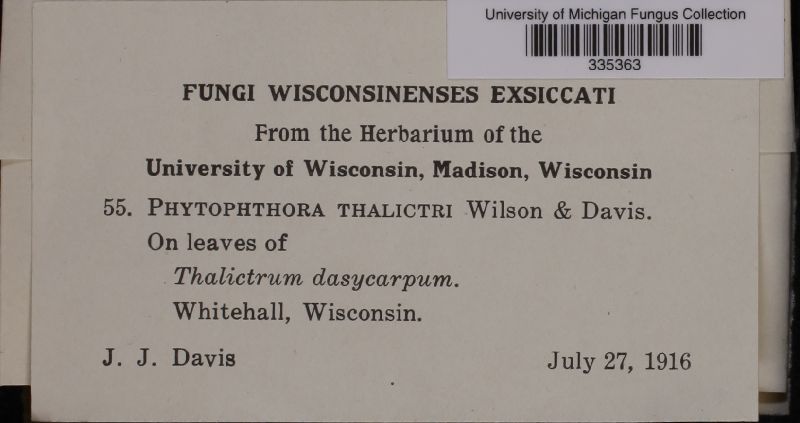 University of Michigan Fungus Collection
335363
FUNGI WISCONSINENSES EXSICCATI
From the Herbarium of the
University of Wisconsin, Madison, Wisconsin
55. PHYTOPHTHORA THALICTRI Wilson & Davis.
On leaves of
Thalictrum dasycarpum.
Whitehall, Wisconsin.
J. J. Davis July 27, 1916